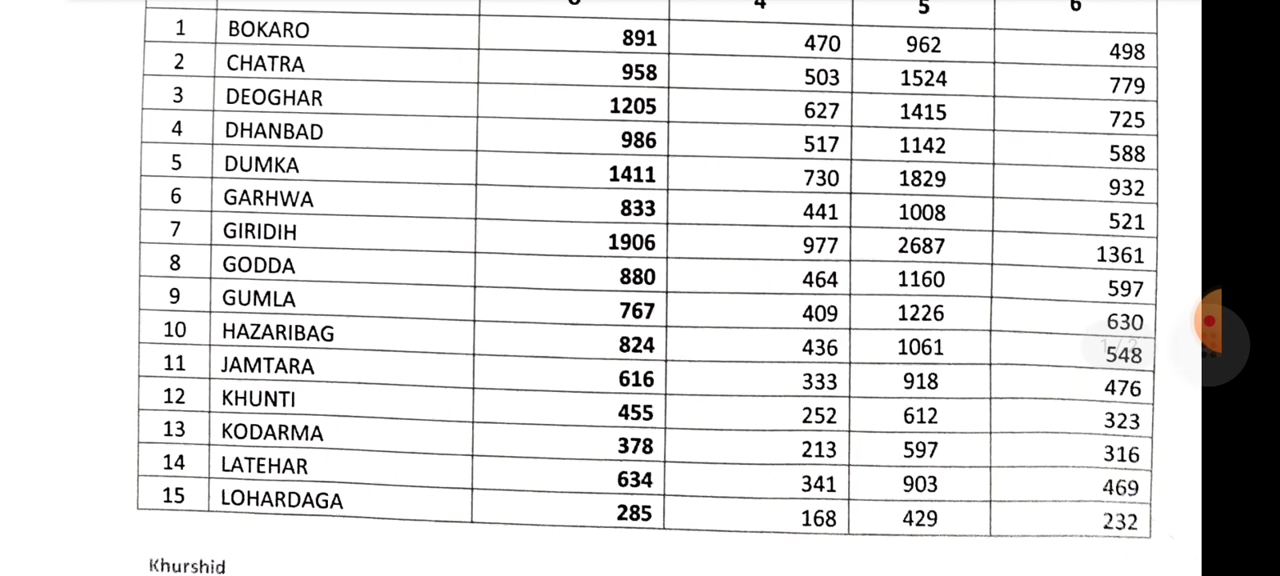 3 4 5 6
1 BOKARO 891 470 962 498
2 CHATRA 958 503 1524 779
3 DEOGHAR 1205 627 1415 725
4 DHANBAD 986 517 1142 588
5 DUMKA 1411 730 1829 932
6 GARHWA 833 441 1008 521
7 GIRIDIH 1906 977 2687 1361
8 GODDA 880 464 1160 597
9 GUMLA 767 409 1226 630
10 HAZARIBAG 824 436 1061 548
11 JAMTARA 616 333 918 476
12 KHUNTI 455 252 612 323
13 KODARMA 378 213 597 316
14 LATEHAR 634 341 903 469
15 LOHARDAGA 285 168 429 232
Khurshid